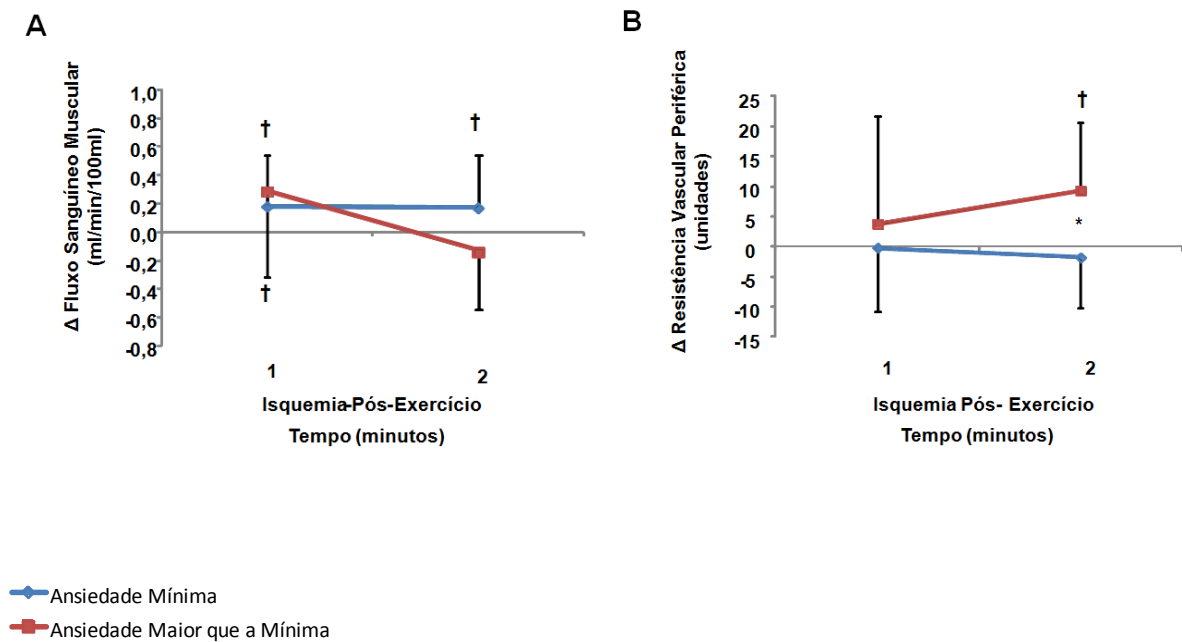 A
Δ Fluxo Sanguíneo Muscular
(ml/min/100ml)
1,0
0,8
0,6
0,4
0,2
0,0
-0,2
-0,4
-0,6
-0,8
†
†
†
1
2
Isquemia-Pós-Exercício
Tempo (minutos)
B
Δ Resistência Vascular Periférica
(unidades)
25
20
15
10
5
0
-5
-10
-15
†
*
1
2
Isquemia Pós- Exercício
Tempo (minutos)
Ansiedade Mínima
Ansiedade Maior que a Mínima